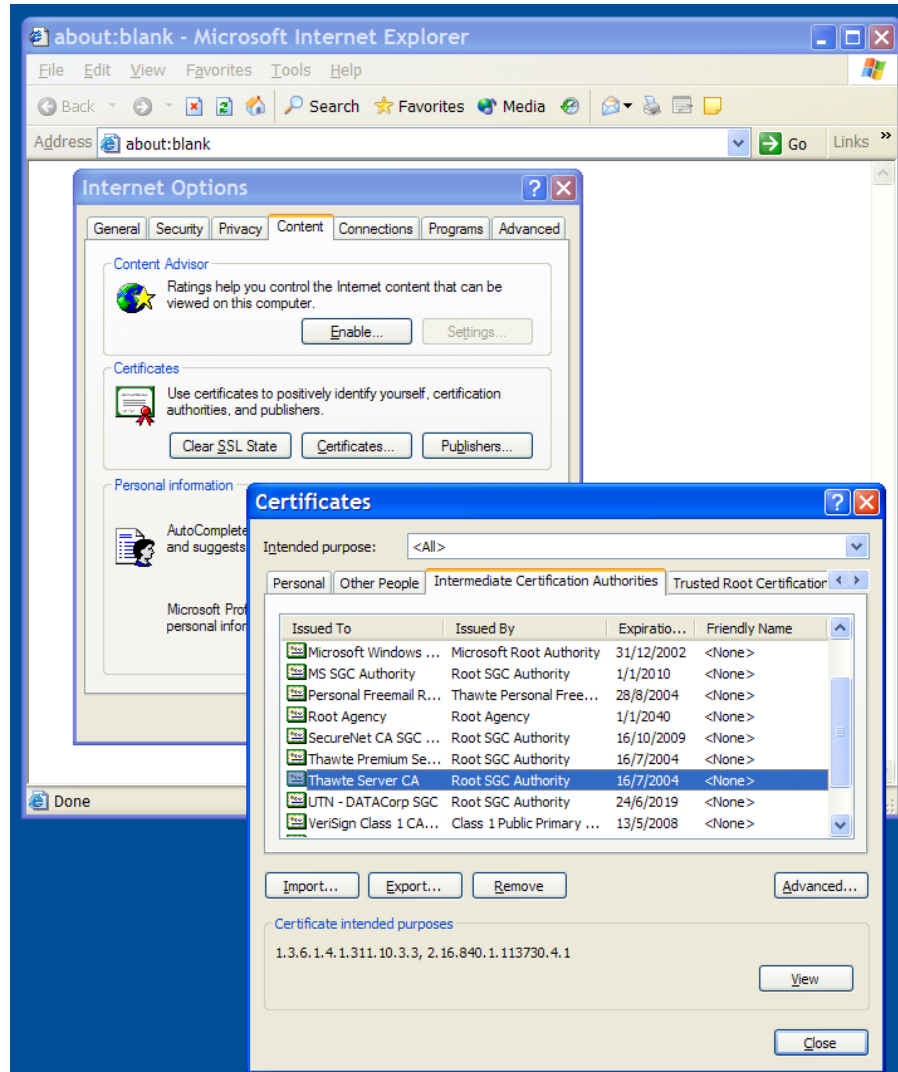 about:blank - Microsoft Internet Explorer
File Edit View Favorites Tools Help
Back Search Favorites Media
Address about:blank Go Links »
Internet Options
General Security Privacy Content Connections Programs Advanced
Content Advisor
Ratings help you control the Internet content that can be
viewed on this computer.
Enable... Settings...
Certificates
Use certificates to positively identify yourself, certification
authorities, and publishers.
Clear SSL State Certificates... Publishers...
Personal information
AutoComplete
and suggests
Microsoft Prof
personal infor
Done
Certificates
Intended purpose: <All>
Personal Other People Intermediate Certification Authorities Trusted Root Certification
Issued To Issued By Expiratio... Friendly Name
Microsoft Windows ... Microsoft Root Authority 31/12/2002 <None>
MS SGC Authority Root SGC Authority 1/1/2010 <None>
Personal Freemail R... Thawte Personal Free... 28/8/2004 <None>
Root Agency Root Agency 1/1/2040 <None>
SecureNet CA SGC ... Root SGC Authority 16/10/2009 <None>
Thawte Premium Se... Root SGC Authority 16/7/2004 <None>
Thawte Server CA Root SGC Authority 16/7/2004 <None>
UTN - DATACorp SGC Root SGC Authority 24/6/2019 <None>
VeriSign Class 1 CA... Class 1 Public Primary ... 13/5/2008 <None>
Import... Export... Remove Advanced...
Certificate intended purposes
1.3.6.1.4.1.311.10.3.3, 2.16.840.1.113730.4.1
View
Close